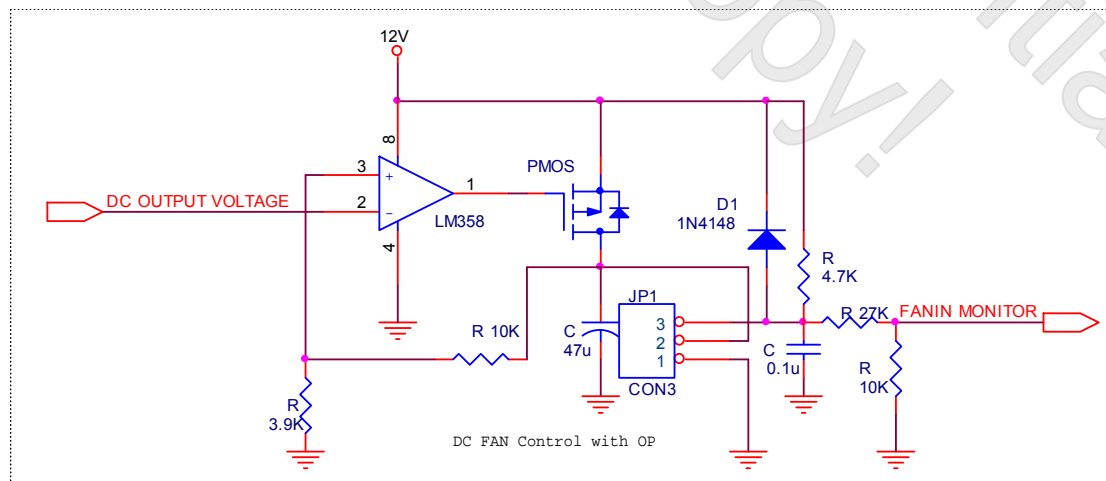 12V
8
PMOS
3
+
1
DC OUTPUT VOLTAGE
2
-
LM358
4
D1
1N4148
R
4.7K
JP1
R 10K
C
47u
3
2
1
CON3
R 27K
FANIN MONITOR
C
0.1u
R
10K
R
3.9K
DC FAN Control with OP
opy!